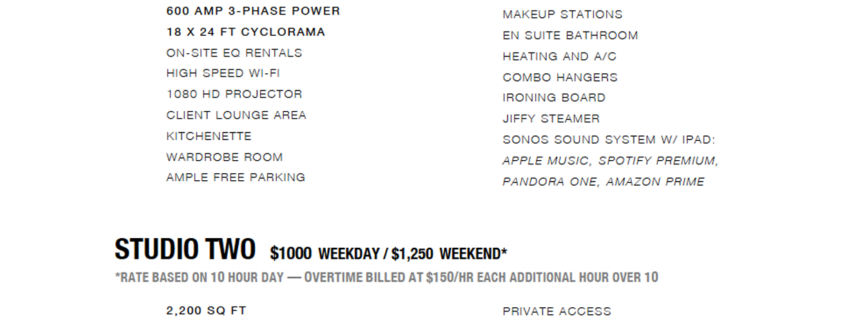 600 AMP 3-PHASE POWER
18 X 24 FT CYCLORAMA
ON-SITE EQ RENTALS
HIGH SPEED WI-FI
1080 HD PROJECTOR
CLIENT LOUNGE AREA
KITCHENETTE
WARDROBE ROOM
AMPLE FREE PARKING
MAKEUP STATIONS
EN SUITE BATHROOM
HEATING AND A/C
COMBO HANGERS
IRONING BOARD
JIFFY STEAMER
SONOS SOUND SYSTEM W/ IPAD:
APPLE MUSIC, SPOTIFY PREMIUM,
PANDORA ONE, AMAZON PRIME
STUDIO TWO $1000 WEEKDAY / $1,250 WEEKEND*
*RATE BASED ON 10 HOUR DAY — OVERTIME BILLED AT $150/HR EACH ADDITIONAL HOUR OVER 10
2,200 SQ FT
PRIVATE ACCESS